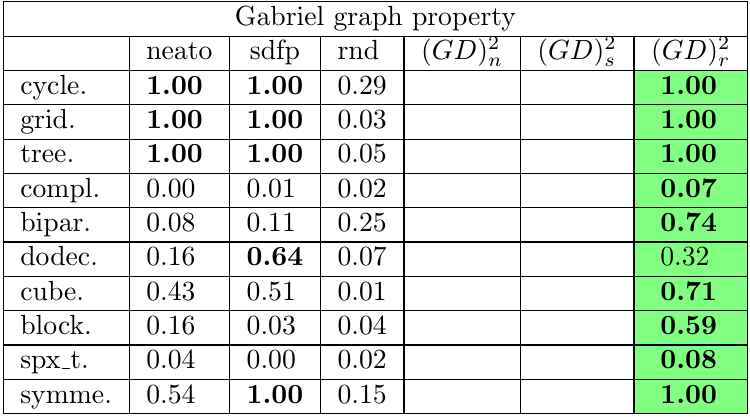 Gabriel graph property
neato sdfp rnd (GD)²ₙ (GD)²ₛ (GD)²ᵣ
cycle. 1.00 1.00 0.29 1.00
grid. 1.00 1.00 0.03 1.00
tree. 1.00 1.00 0.05 1.00
compl. 0.00 0.01 0.02 0.07
bipar. 0.08 0.11 0.25 0.74
dodec. 0.16 0.64 0.07 0.32
cube. 0.43 0.51 0.01 0.71
block. 0.16 0.03 0.04 0.59
spx_t. 0.04 0.00 0.02 0.08
symme. 0.54 1.00 0.15 1.00